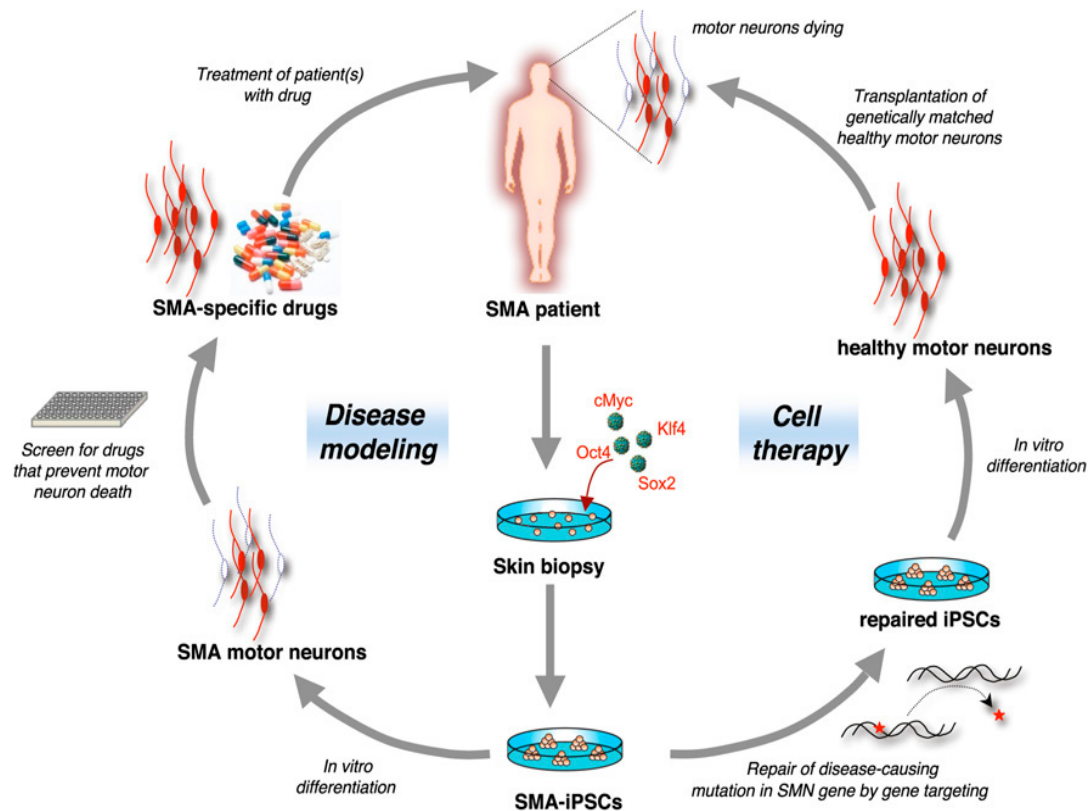 motor neurons dying
Treatment of patient(s)
with drug
Transplantation of
genetically matched
healthy motor neurons
SMA-specific drugs
SMA patient
healthy motor neurons
Disease
modeling
cMyc
Klf4
Oct4
Sox2
Cell
therapy
Screen for drugs
that prevent motor
neuron death
In vitro
differentiation
Skin biopsy
repaired iPSCs
SMA motor neurons
In vitro
differentiation
SMA-iPSCs
Repair of disease-causing
mutation in SMN gene by gene targeting